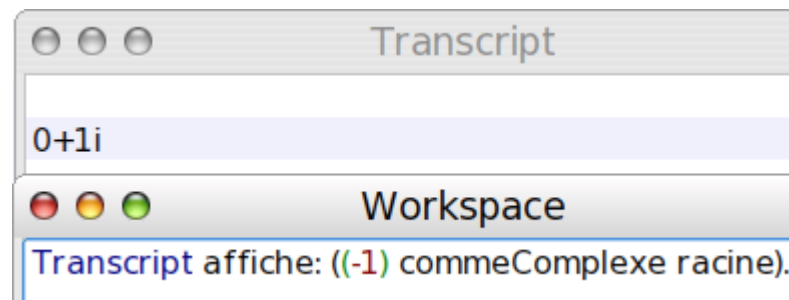 Transcript
0+1i
Workspace
Transcript affiche: ((-1) commeComplexe racine).